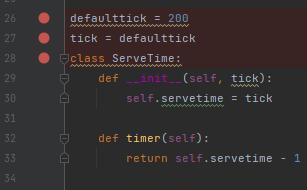 26 defaulttick = 200
27 tick = defaulttick
28 class ServeTime:
29 def __init__(self, tick):
30 self.servetime = tick
31
32 def timer(self):
33 return self.servetime - 1
34